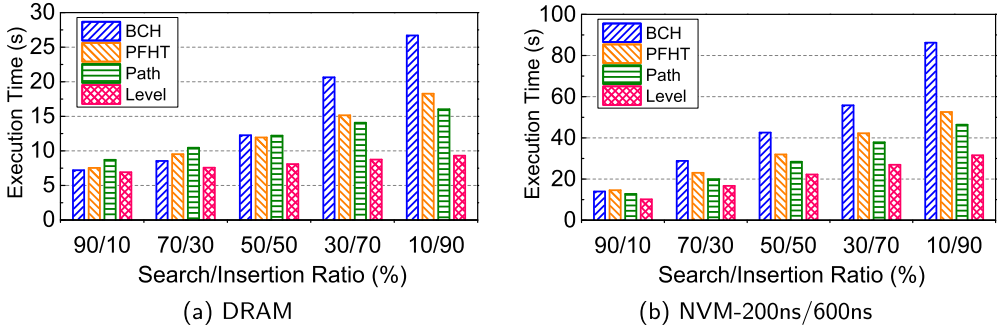 30
25
20
15
10
5
0
Execution Time (s)
BCH
PFHT
Path
Level
90/10 70/30 50/50 30/70 10/90
Search/Insertion Ratio (%)
(a) DRAM
100
80
60
40
20
0
Execution Time (s)
BCH
PFHT
Path
Level
90/10 70/30 50/50 30/70 10/90
Search/Insertion Ratio (%)
(b) NVM-200ns/600ns